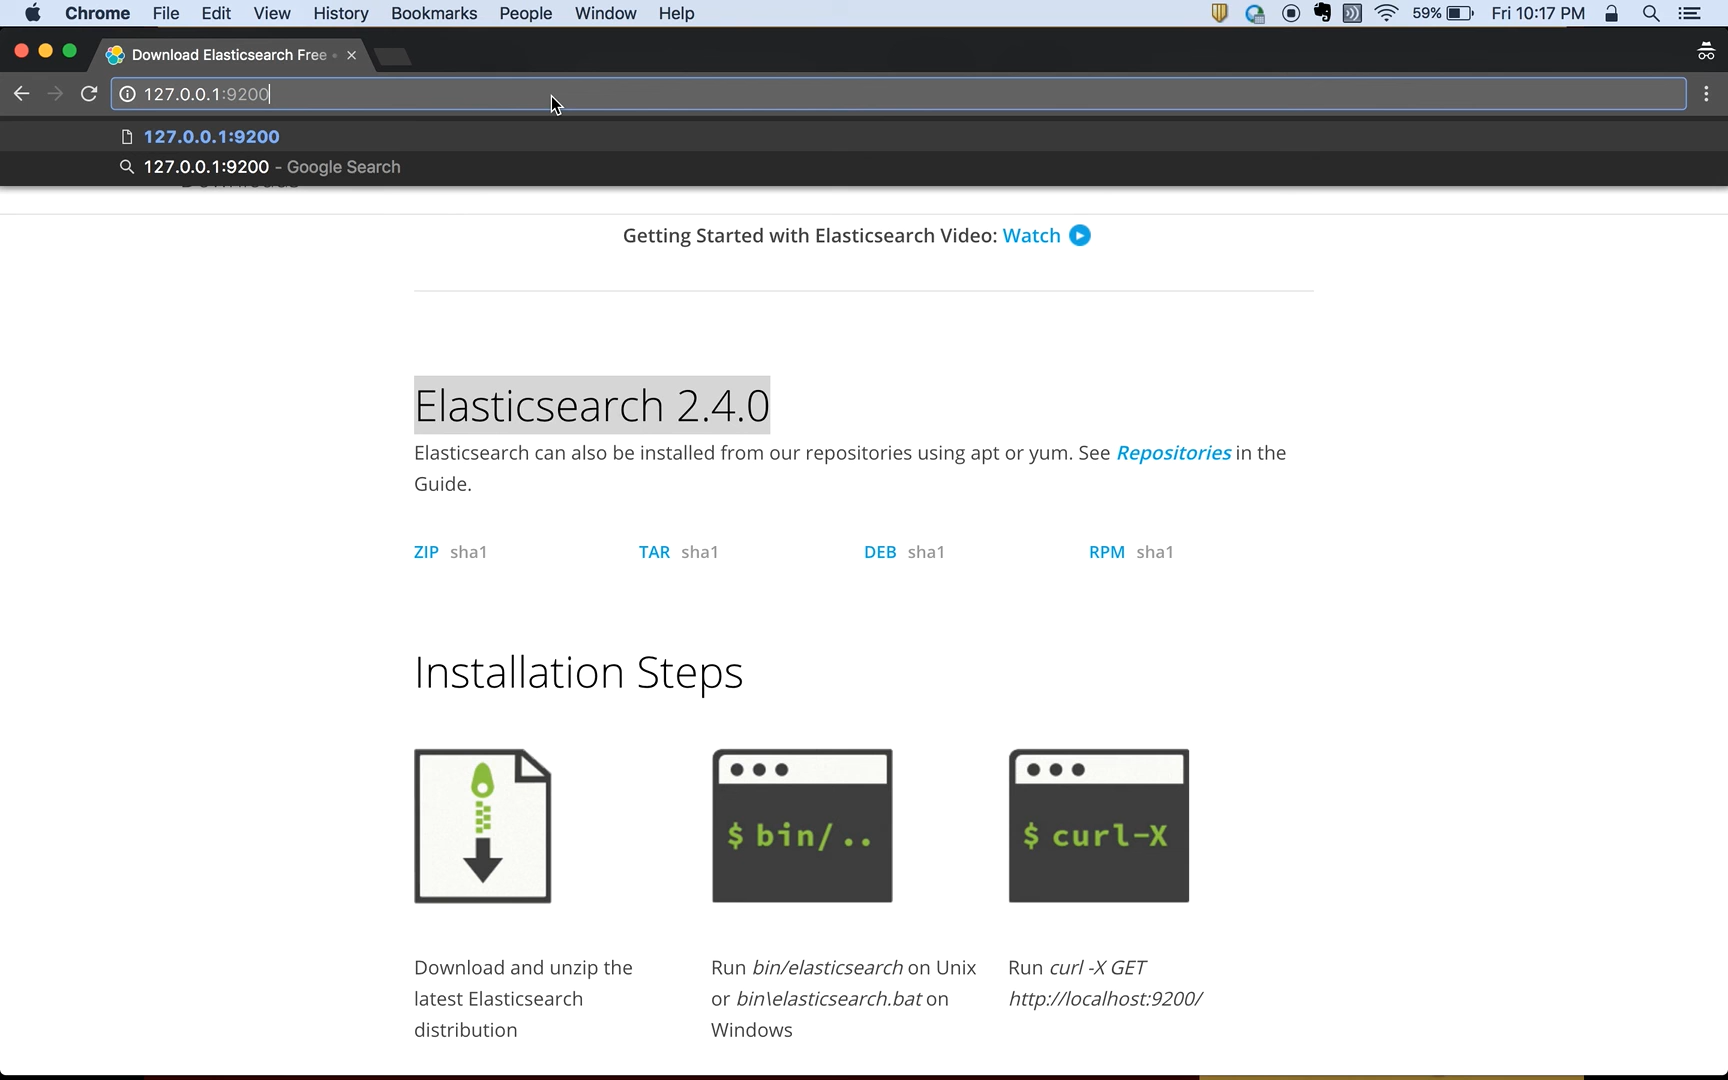 Chrome File Edit View History Bookmarks People Window Help 59% Fri 10:17 PM
Download Elasticsearch Free
127.0.0.1:9200
127.0.0.1:9200
127.0.0.1:9200 - Google Search
Getting Started with Elasticsearch Video: Watch
Elasticsearch 2.4.0
Elasticsearch can also be installed from our repositories using apt or yum. See Repositories in the
Guide.
ZIP sha1 TAR sha1 DEB sha1 RPM sha1
Installation Steps
$ bin/..
$ curl-X
Download and unzip the
latest Elasticsearch
distribution
Run bin/elasticsearch on Unix
or bin\elasticsearch.bat on
Windows
Run curl -X GET
http://localhost:9200/